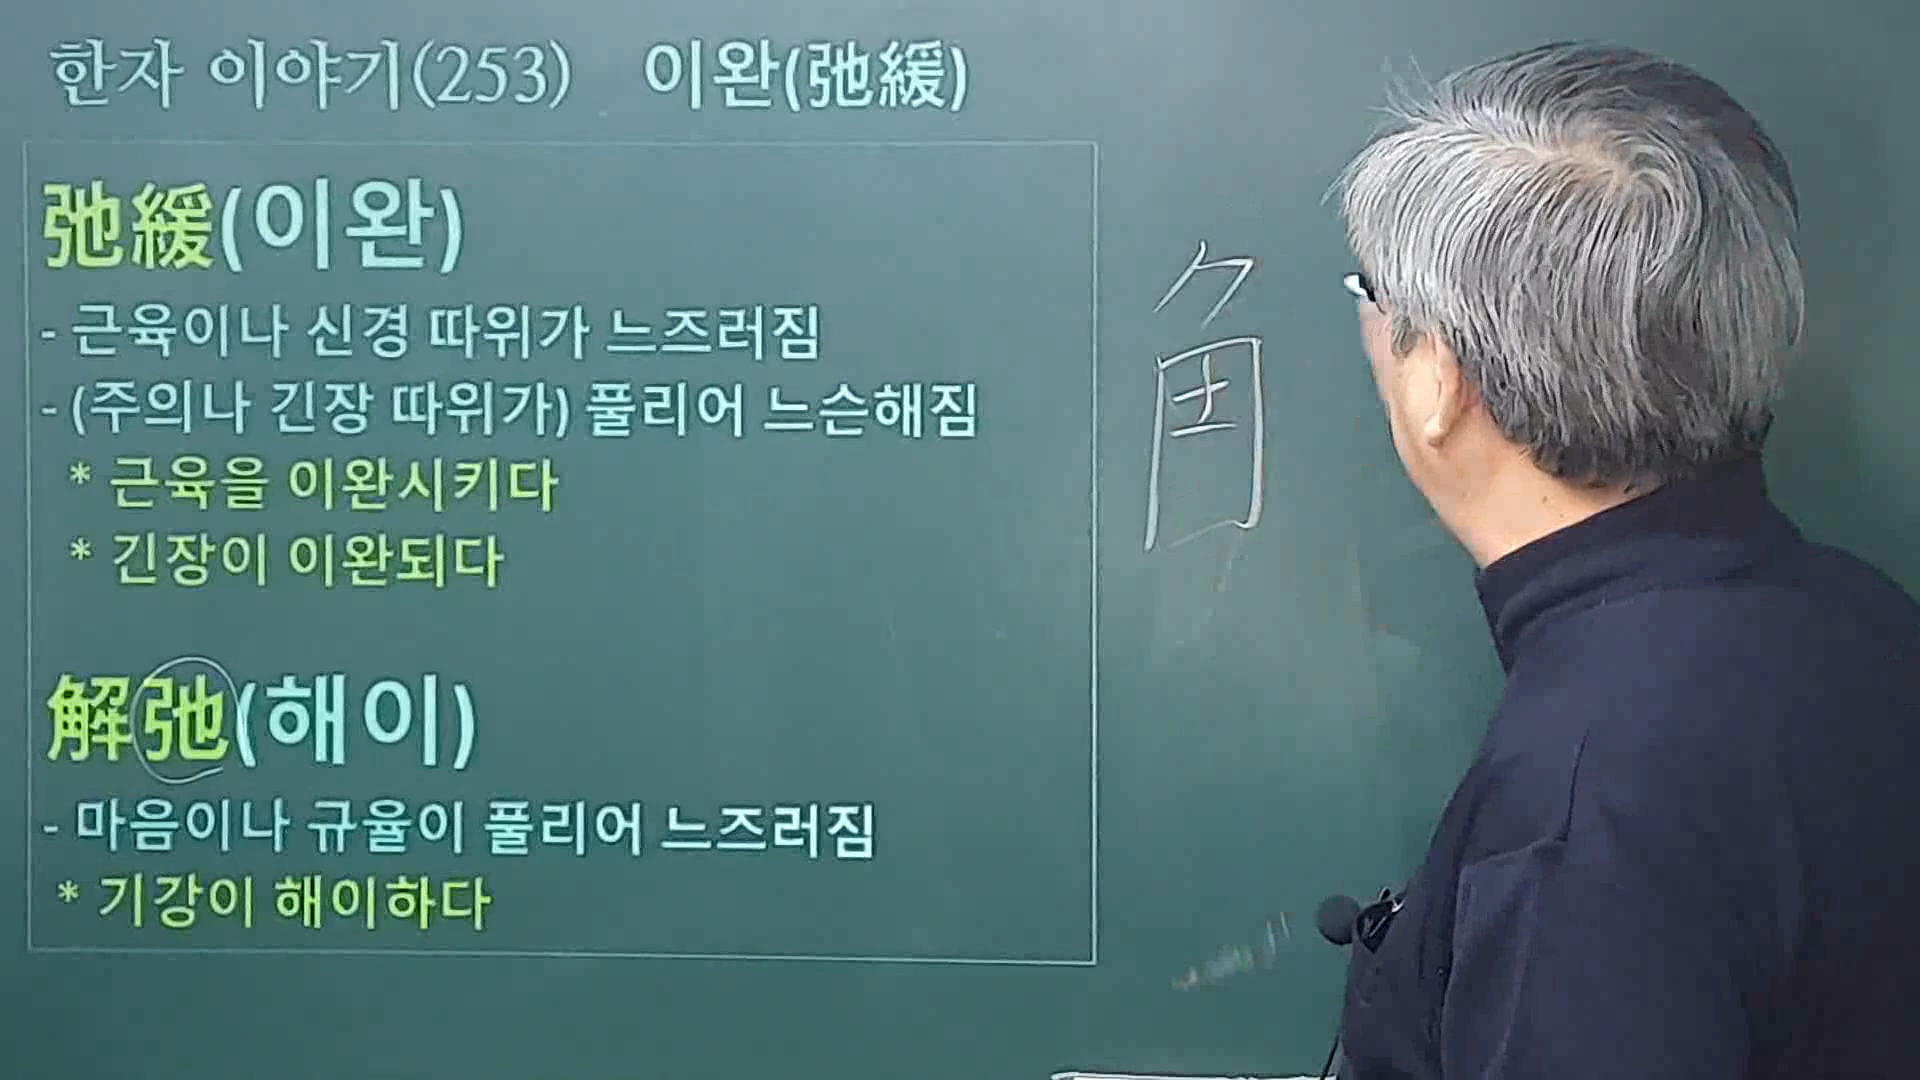 한자 이야기(253) 이완(弛緩)
弛緩(이완)
- 근육이나 신경 따위가 느즈러짐
- (주의나 긴장 따위가) 풀리어 느슨해짐
* 근육을 이완시키다
* 긴장이 이완되다
解弛(해이)
- 마음이나 규율이 풀리어 느즈러짐
* 기강이 해이하다
角